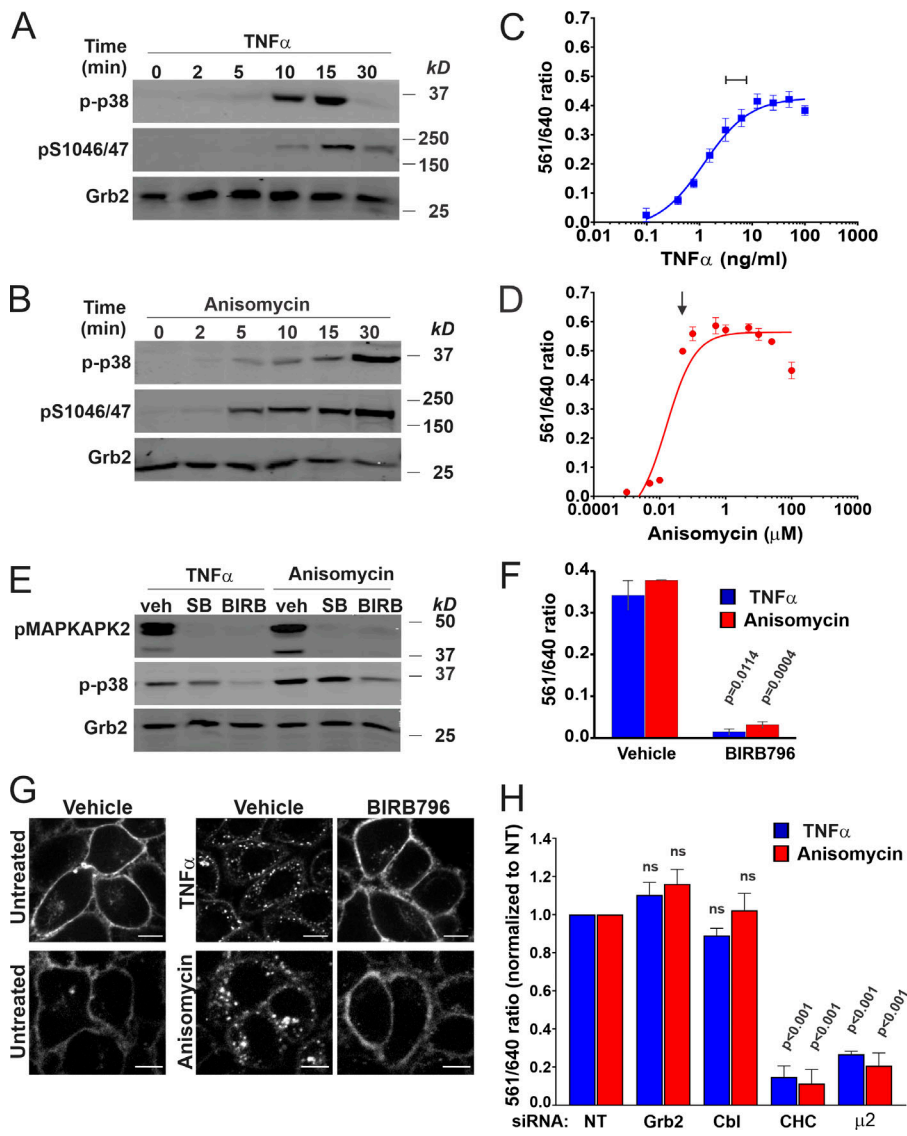 A
TNFα
Time (min) 0 2 5 10 15 30 kD
p-p38 37
pS1046/47 250 150
Grb2 25
C
561/640 ratio
0.7
0.6
0.5
0.4
0.3
0.2
0.1
0.0
0.01 0.1 1 10 100 1000
TNFα (ng/ml)
B
Anisomycin
Time (min) 0 2 5 10 15 30 kD
p-p38 37
pS1046/47 250 150
Grb2 25
D
561/640 ratio
0.7
0.6
0.5
0.4
0.3
0.2
0.1
0.0
0.0001 0.01 1 100 10000
Anisomycin (μM)
E
TNFα Anisomycin
veh SB BIRB veh SB BIRB kD
pMAPKAPK2 50
37
p-p38 37
Grb2 25
F
561/640 ratio
0.4
0.3
0.2
0.1
0.0
TNFα
Anisomycin
p=0.0114 p=0.0004
Vehicle BIRB796
G
Vehicle Vehicle BIRB796
Untreated TNFα
Untreated Anisomycin
H
561/640 ratio (normalized to NT)
1.4
1.2
1.0
0.8
0.6
0.4
0.2
0.0
TNFα
Anisomycin
ns ns ns ns
p<0.001 p<0.001 p<0.001 p<0.001
siRNA: NT Grb2 Cbl CHC μ2